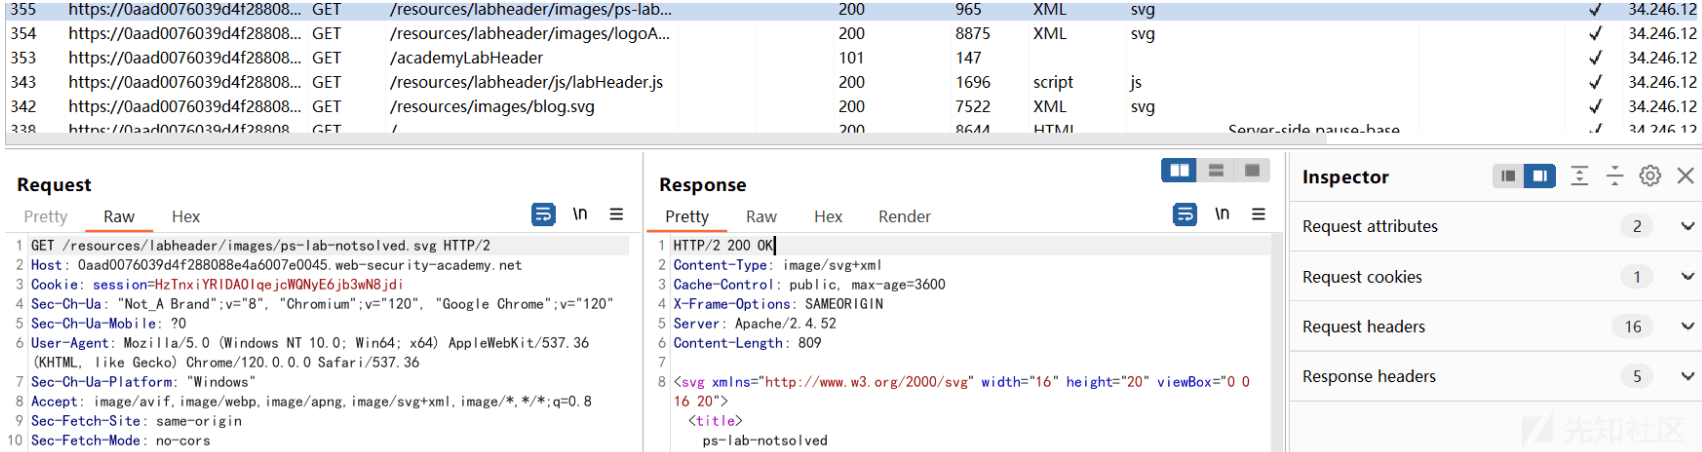 355 https://0aad0076039d4f28808... GET /resources/labheader/images/ps-lab... 200 965 XML svg ✓ 34.246.12
354 https://0aad0076039d4f28808... GET /resources/labheader/images/logoA... 200 8875 XML svg ✓ 34.246.12
353 https://0aad0076039d4f28808... GET /academyLabHeader 101 147 ✓ 34.246.12
343 https://0aad0076039d4f28808... GET /resources/labheader/js/labHeader.js 200 1696 script js ✓ 34.246.12
342 https://0aad0076039d4f28808... GET /resources/images/blog.svg 200 7522 XML svg ✓ 34.246.12
338 https://0aad0076039d4f28808... GET / 200 8644 HTML Server-side pause-base ✓ 34.246.12
Request
Pretty Raw Hex \n
1 GET /resources/labheader/images/ps-lab-notsolved.svg HTTP/2
2 Host: 0aad0076039d4f288088e4a6007e0045.web-security-academy.net
3 Cookie: session=HzTnxiYRIDAOIqejcWQNyE6jb3wN8jdi
4 Sec-Ch-Ua: "Not_A Brand";v="8", "Chromium";v="120", "Google Chrome";v="120"
5 Sec-Ch-Ua-Mobile: ?0
6 User-Agent: Mozilla/5.0 (Windows NT 10.0; Win64; x64) AppleWebKit/537.36
(KHTML, like Gecko) Chrome/120.0.0.0 Safari/537.36
7 Sec-Ch-Ua-Platform: "Windows"
8 Accept: image/avif,image/webp,image/apng,image/svg+xml,image/*,*/*;q=0.8
9 Sec-Fetch-Site: same-origin
10 Sec-Fetch-Mode: no-cors
Response
Pretty Raw Hex Render \n
1 HTTP/2 200 OK
2 Content-Type: image/svg+xml
3 Cache-Control: public, max-age=3600
4 X-Frame-Options: SAMEORIGIN
5 Server: Apache/2.4.52
6 Content-Length: 809
7
8 <svg xmlns="http://www.w3.org/2000/svg" width="16" height="20" viewBox="0 0
16 20">
<title>
ps-lab-notsolved
Inspector
Request attributes 2
Request cookies 1
Request headers 16
Response headers 5
先知社区